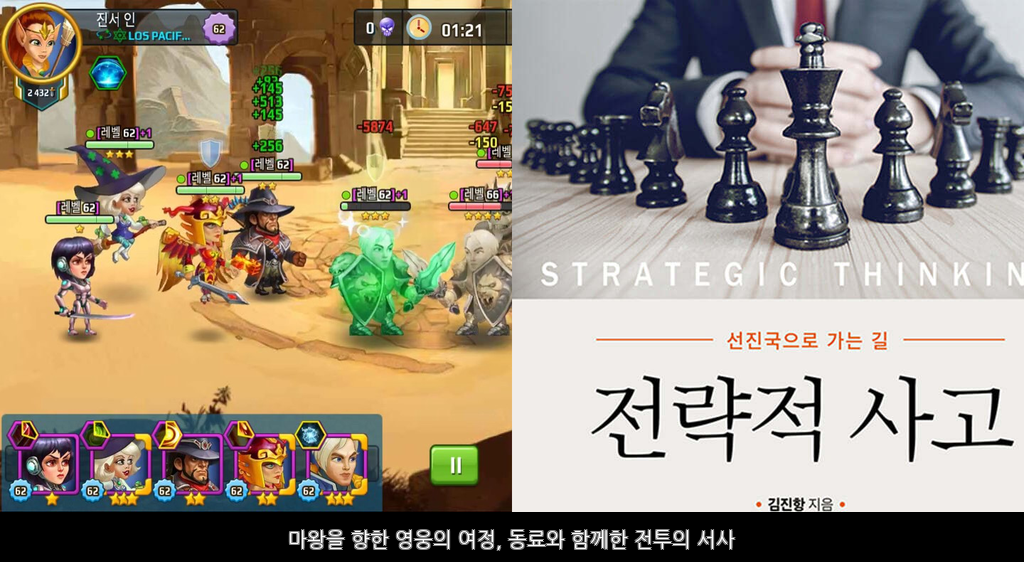 진서 인
LOS PACIF...
62
2 432
0
01:21
+93
+145
+513
+145
+256
-5874
-647
-150
[레벨 62]+1
[레벨 62]
[레벨 62]+1
[레벨 62]
[레벨 62]+1
[레벨 66]+1
62
62
62
62
62
STRATEGIC THINKIN
선진국으로 가는 길
전략적 사고
• 김진항 지음 •
마왕을 향한 영웅의 여정, 동료와 함께한 전투의 서사